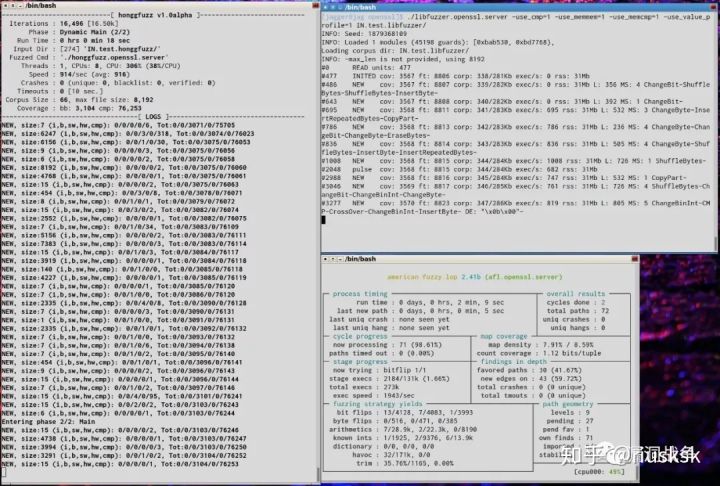 /bin/bash
[ honggfuzz v1.0alpha ]
Iterations : 16,496 [16.50k]
Phase : Dynamic Main (2/2)
Run Time : 0 hrs 0 min 18 sec
Input Dir : [274] 'IN.test.honggfuzz/'
Fuzzed Cmd : './honggfuzz.openssl.server'
Threads : 1, CPUs: 8, CPU: 306% (38%/CPU)
Speed : 914/sec (avg: 916)
Crashes : 0 (unique: 0, blacklist: 0, verified: 0)
Timeouts : 0 [10 sec.]
Corpus Size : 66, max file size: 8,192
Coverage : bb: 3,104 cmp: 76,253
[ LOGS ]
NEW, size:7 (i,b,sw,hw,cmp): 0/0/0/0/6, Tot:0/0/3071/0/75705
NEW, size:6247 (i,b,sw,hw,cmp): 0/0/3/0/318, Tot:0/0/3074/0/76023
NEW, size:6156 (i,b,sw,hw,cmp): 0/0/1/0/30, Tot:0/0/3075/0/76053
NEW, size:9 (i,b,sw,hw,cmp): 0/0/0/0/3, Tot:0/0/3075/0/76056
NEW, size:6 (i,b,sw,hw,cmp): 0/0/0/0/2, Tot:0/0/3075/0/76058
NEW, size:8192 (i,b,sw,hw,cmp): 0/0/0/0/2, Tot:0/0/3075/0/76060
NEW, size:4768 (i,b,sw,hw,cmp): 0/0/0/0/1, Tot:0/0/3075/0/76061
NEW, size:15 (i,b,sw,hw,cmp): 0/0/0/0/2, Tot:0/0/3075/0/76063
NEW, size:454 (i,b,sw,hw,cmp): 0/0/3/0/8, Tot:0/0/3078/0/76071
NEW, size:8 (i,b,sw,hw,cmp): 0/0/1/0/1, Tot:0/0/3079/0/76072
NEW, size:15 (i,b,sw,hw,cmp): 0/0/3/0/2, Tot:0/0/3082/0/76074
NEW, size:2552 (i,b,sw,hw,cmp): 0/0/0/0/1, Tot:0/0/3082/0/76075
NEW, size:7 (i,b,sw,hw,cmp): 0/0/1/0/34, Tot:0/0/3083/0/76109
NEW, size:5156 (i,b,sw,hw,cmp): 0/0/0/0/2, Tot:0/0/3083/0/76111
NEW, size:7383 (i,b,sw,hw,cmp): 0/0/0/0/3, Tot:0/0/3083/0/76114
NEW, size:15 (i,b,sw,hw,cmp): 0/0/1/0/3, Tot:0/0/3084/0/76117
NEW, size:3919 (i,b,sw,hw,cmp): 0/0/0/0/1, Tot:0/0/3084/0/76118
NEW, size:140 (i,b,sw,hw,cmp): 0/0/1/0/0, Tot:0/0/3085/0/76118
NEW, size:4227 (i,b,sw,hw,cmp): 0/0/0/0/1, Tot:0/0/3085/0/76119
NEW, size:7 (i,b,sw,hw,cmp): 0/0/0/0/1, Tot:0/0/3085/0/76120
NEW, size:7 (i,b,sw,hw,cmp): 0/0/1/0/0, Tot:0/0/3086/0/76120
NEW, size:2335 (i,b,sw,hw,cmp): 0/0/4/0/8, Tot:0/0/3090/0/76128
NEW, size:7 (i,b,sw,hw,cmp): 0/0/0/0/3, Tot:0/0/3090/0/76131
NEW, size:7 (i,b,sw,hw,cmp): 0/0/1/0/0, Tot:0/0/3091/0/76131
NEW, size:2335 (i,b,sw,hw,cmp): 0/0/1/0/1, Tot:0/0/3092/0/76132
NEW, size:7 (i,b,sw,hw,cmp): 0/0/1/0/0, Tot:0/0/3093/0/76132
NEW, size:7 (i,b,sw,hw,cmp): 0/0/1/0/6, Tot:0/0/3094/0/76138
NEW, size:7 (i,b,sw,hw,cmp): 0/0/1/0/2, Tot:0/0/3095/0/76140
NEW, size:454 (i,b,sw,hw,cmp): 0/0/1/0/1, Tot:0/0/3096/0/76141
NEW, size:9 (i,b,sw,hw,cmp): 0/0/0/0/2, Tot:0/0/3096/0/76143
NEW, size:15 (i,b,sw,hw,cmp): 0/0/0/0/1, Tot:0/0/3096/0/76144
NEW, size:15 (i,b,sw,hw,cmp): 0/0/1/0/2, Tot:0/0/3097/0/76146
NEW, size:15 (i,b,sw,hw,cmp): 0/0/4/0/95, Tot:0/0/3101/0/76241
NEW, size:15 (i,b,sw,hw,cmp): 0/0/2/0/2, Tot:0/0/3103/0/76243
NEW, size:6 (i,b,sw,hw,cmp): 0/0/0/0/1, Tot:0/0/3103/0/76244
Entering phase 2/2: Main
NEW, size:15 (i,b,sw,hw,cmp): 0/0/0/0/2, Tot:0/0/3103/0/76246
NEW, size:4738 (i,b,sw,hw,cmp): 0/0/0/0/1, Tot:0/0/3103/0/76247
NEW, size:3994 (i,b,sw,hw,cmp): 0/0/0/0/3, Tot:0/0/3103/0/76250
NEW, size:3291 (i,b,sw,hw,cmp): 0/0/1/0/2, Tot:0/0/3104/0/76252
NEW, size:15 (i,b,sw,hw,cmp): 0/0/0/0/1, Tot:0/0/3104/0/76253
/bin/bash
[jagger@jag openssl]$ ./libfuzzer.openssl.server -use_cmp=1 -use_memmem=1 -use_memcmp=1 -use_value_p
rofile=1 IN.test.libfuzzer/
INFO: Seed: 1879368109
INFO: Loaded 1 modules (45198 guards): [0xbab530, 0xbd7768),
Loading corpus dir: IN.test.libfuzzer/
INFO: -max_len is not provided, using 8192
#0 READ units: 477
#477 INITED cov: 3567 ft: 8806 corp: 338/281Kb exec/s: 0 rss: 31Mb
#486 NEW cov: 3567 ft: 8807 corp: 339/282Kb exec/s: 0 rss: 31Mb L: 356 MS: 4 ChangeBit-ShuffleBytes-ShuffleBytes-InsertByte-
#643 NEW cov: 3567 ft: 8808 corp: 340/282Kb exec/s: 0 rss: 31Mb L: 392 MS: 1 ChangeBit-
#695 NEW cov: 3568 ft: 8811 corp: 341/283Kb exec/s: 695 rss: 31Mb L: 532 MS: 3 ChangeByte-InsertRepeatedBytes-CopyPart-
#786 NEW cov: 3568 ft: 8813 corp: 342/283Kb exec/s: 786 rss: 31Mb L: 236 MS: 4 ChangeByte-ChangeBit-ChangeByte-EraseBytes-
#836 NEW cov: 3568 ft: 8814 corp: 343/283Kb exec/s: 836 rss: 31Mb L: 505 MS: 4 ChangeByte-ShuffleBytes-InsertByte-InsertRepeatedBytes-
#1008 NEW cov: 3568 ft: 8815 corp: 344/284Kb exec/s: 1008 rss: 31Mb L: 726 MS: 1 ShuffleBytes-
#2048 pulse cov: 3568 ft: 8815 corp: 344/284Kb exec/s: 682 rss: 31Mb
#2988 NEW cov: 3568 ft: 8816 corp: 345/284Kb exec/s: 747 rss: 31Mb L: 532 MS: 1 CopyPart-
#3046 NEW cov: 3569 ft: 8817 corp: 346/285Kb exec/s: 761 rss: 31Mb L: 726 MS: 4 ShuffleBytes-ChangeBit-ChangeBinInt-ChangeByte-
#3277 NEW cov: 3570 ft: 8823 corp: 347/286Kb exec/s: 819 rss: 31Mb L: 805 MS: 5 ChangeBinInt-CMP-CrossOver-ChangeBinInt-InsertByte- DE: "\x0b\x00"-
/bin/bash
american fuzzy lop 2.41b (afl.openssl.server)
process timing overall results
run time : 0 days, 0 hrs, 2 min, 9 sec cycles done : 2
last new path : 0 days, 0 hrs, 0 min, 5 sec total paths : 72
last uniq crash : none seen yet uniq crashes : 0
last uniq hang : none seen yet uniq hangs : 0
cycle progress map coverage
now processing : 71 (98.61%) map density : 7.91% / 8.59%
paths timed out : 0 (0.00%) count coverage : 1.12 bits/tuple
stage progress findings in depth
now trying : bitflip 1/1 favored paths : 30 (41.67%)
stage execs : 2184/131k (1.66%) new edges on : 43 (59.72%)
total execs : 273k total crashes : 0 (0 unique)
exec speed : 1943/sec total tmouts : 0 (0 unique)
fuzzing strategy yields path geometry
bit flips : 13/4128, 7/4083, 1/3993 levels : 9
byte flips : 0/516, 0/471, 0/385 pending : 27
arithmetics : 7/28.9k, 2/22.3k, 0/8190 pend fav : 1
known ints : 1/1925, 2/9376, 6/13.9k own finds : 71
dictionary : 0/0, 0/0, 0/0
havoc : 32/171k, 0/0
trim : 35.76%/1165, 0.00%
[cpu000: 49%]